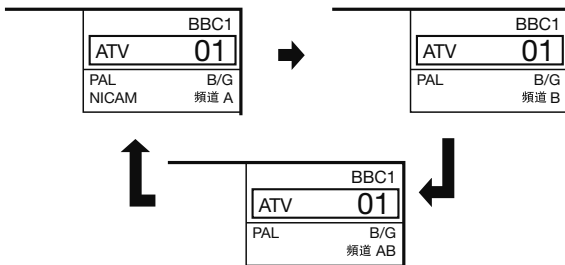 BBC1
ATV 01
PAL B/G
NICAM 頻道 A
BBC1
ATV 01
PAL B/G
頻道 B
BBC1
ATV 01
PAL B/G
頻道 AB